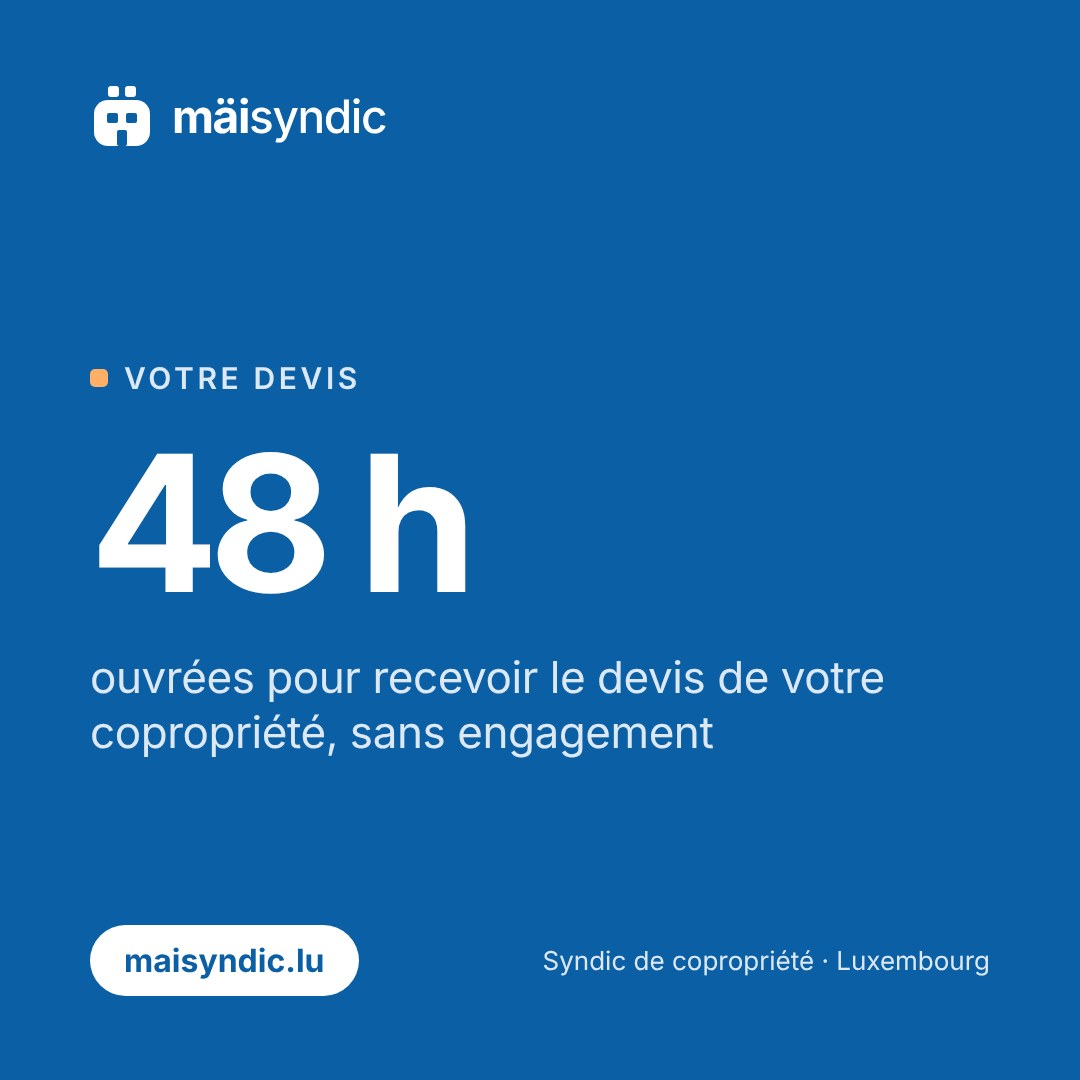 mäisyndic
VOTRE DEVIS
48 h
ouvrées pour recevoir le devis de votre
copropriété, sans engagement
maisyndic.lu
Syndic de copropriété · Luxembourg